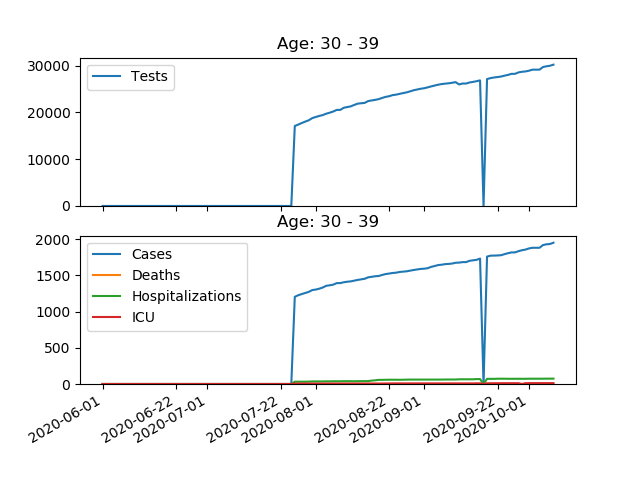 Age: 30 - 39
30000
20000
10000
0
Tests
Age: 30 - 39
2000
1500
1000
500
0
Cases
Deaths
Hospitalizations
ICU
2020-06-01
2020-06-22
2020-07-01
2020-07-22
2020-08-01
2020-08-22
2020-09-01
2020-09-22
2020-10-01